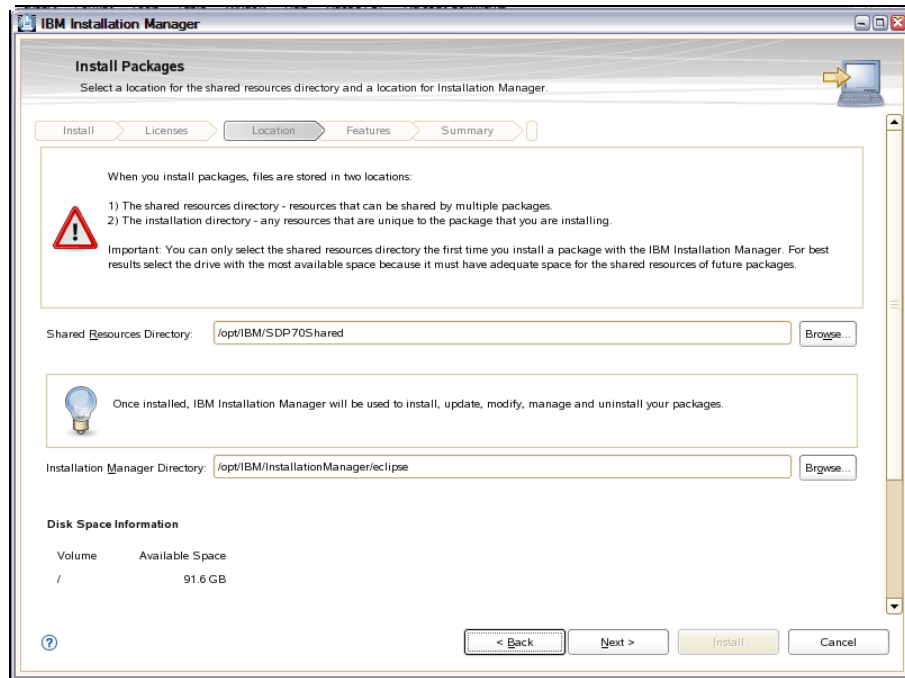 IBM Installation Manager
Install Packages
Select a location for the shared resources directory and a location for Installation Manager.
Install Licenses Location Features Summary
When you install packages, files are stored in two locations:
1) The shared resources directory - resources that can be shared by multiple packages.
2) The installation directory - any resources that are unique to the package that you are installing.
Important: You can only select the shared resources directory the first time you install a package with the IBM Installation Manager. For best
results select the drive with the most available space because it must have adequate space for the shared resources of future packages.
Shared Resources Directory: /opt/IBM/SDP70Shared Browse...
Once installed, IBM Installation Manager will be used to install, update, modify, manage and uninstall your packages.
Installation Manager Directory: /opt/IBM/InstallationManager/eclipse Browse...
Disk Space Information
Volume Available Space
/ 91.6 GB
< Back Next > Install Cancel